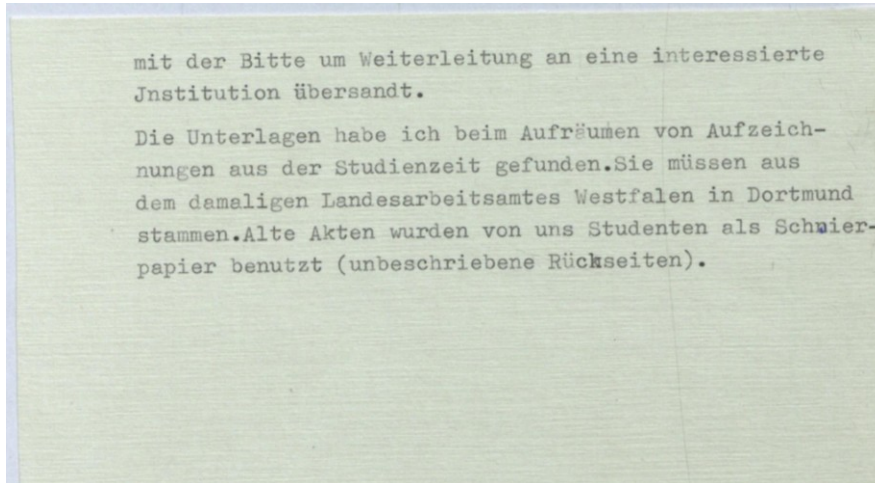 mit der Bitte um Weiterleitung an eine interessierte
Jnstitution übersandt.
Die Unterlagen habe ich beim Aufräumen von Aufzeich-
nungen aus der Studienzeit gefunden.Sie müssen aus
dem damaligen Landesarbeitsamtes Westfalen in Dortmund
stammen.Alte Akten wurden von uns Studenten als Schmier-
papier benutzt (unbeschriebene Rückseiten).